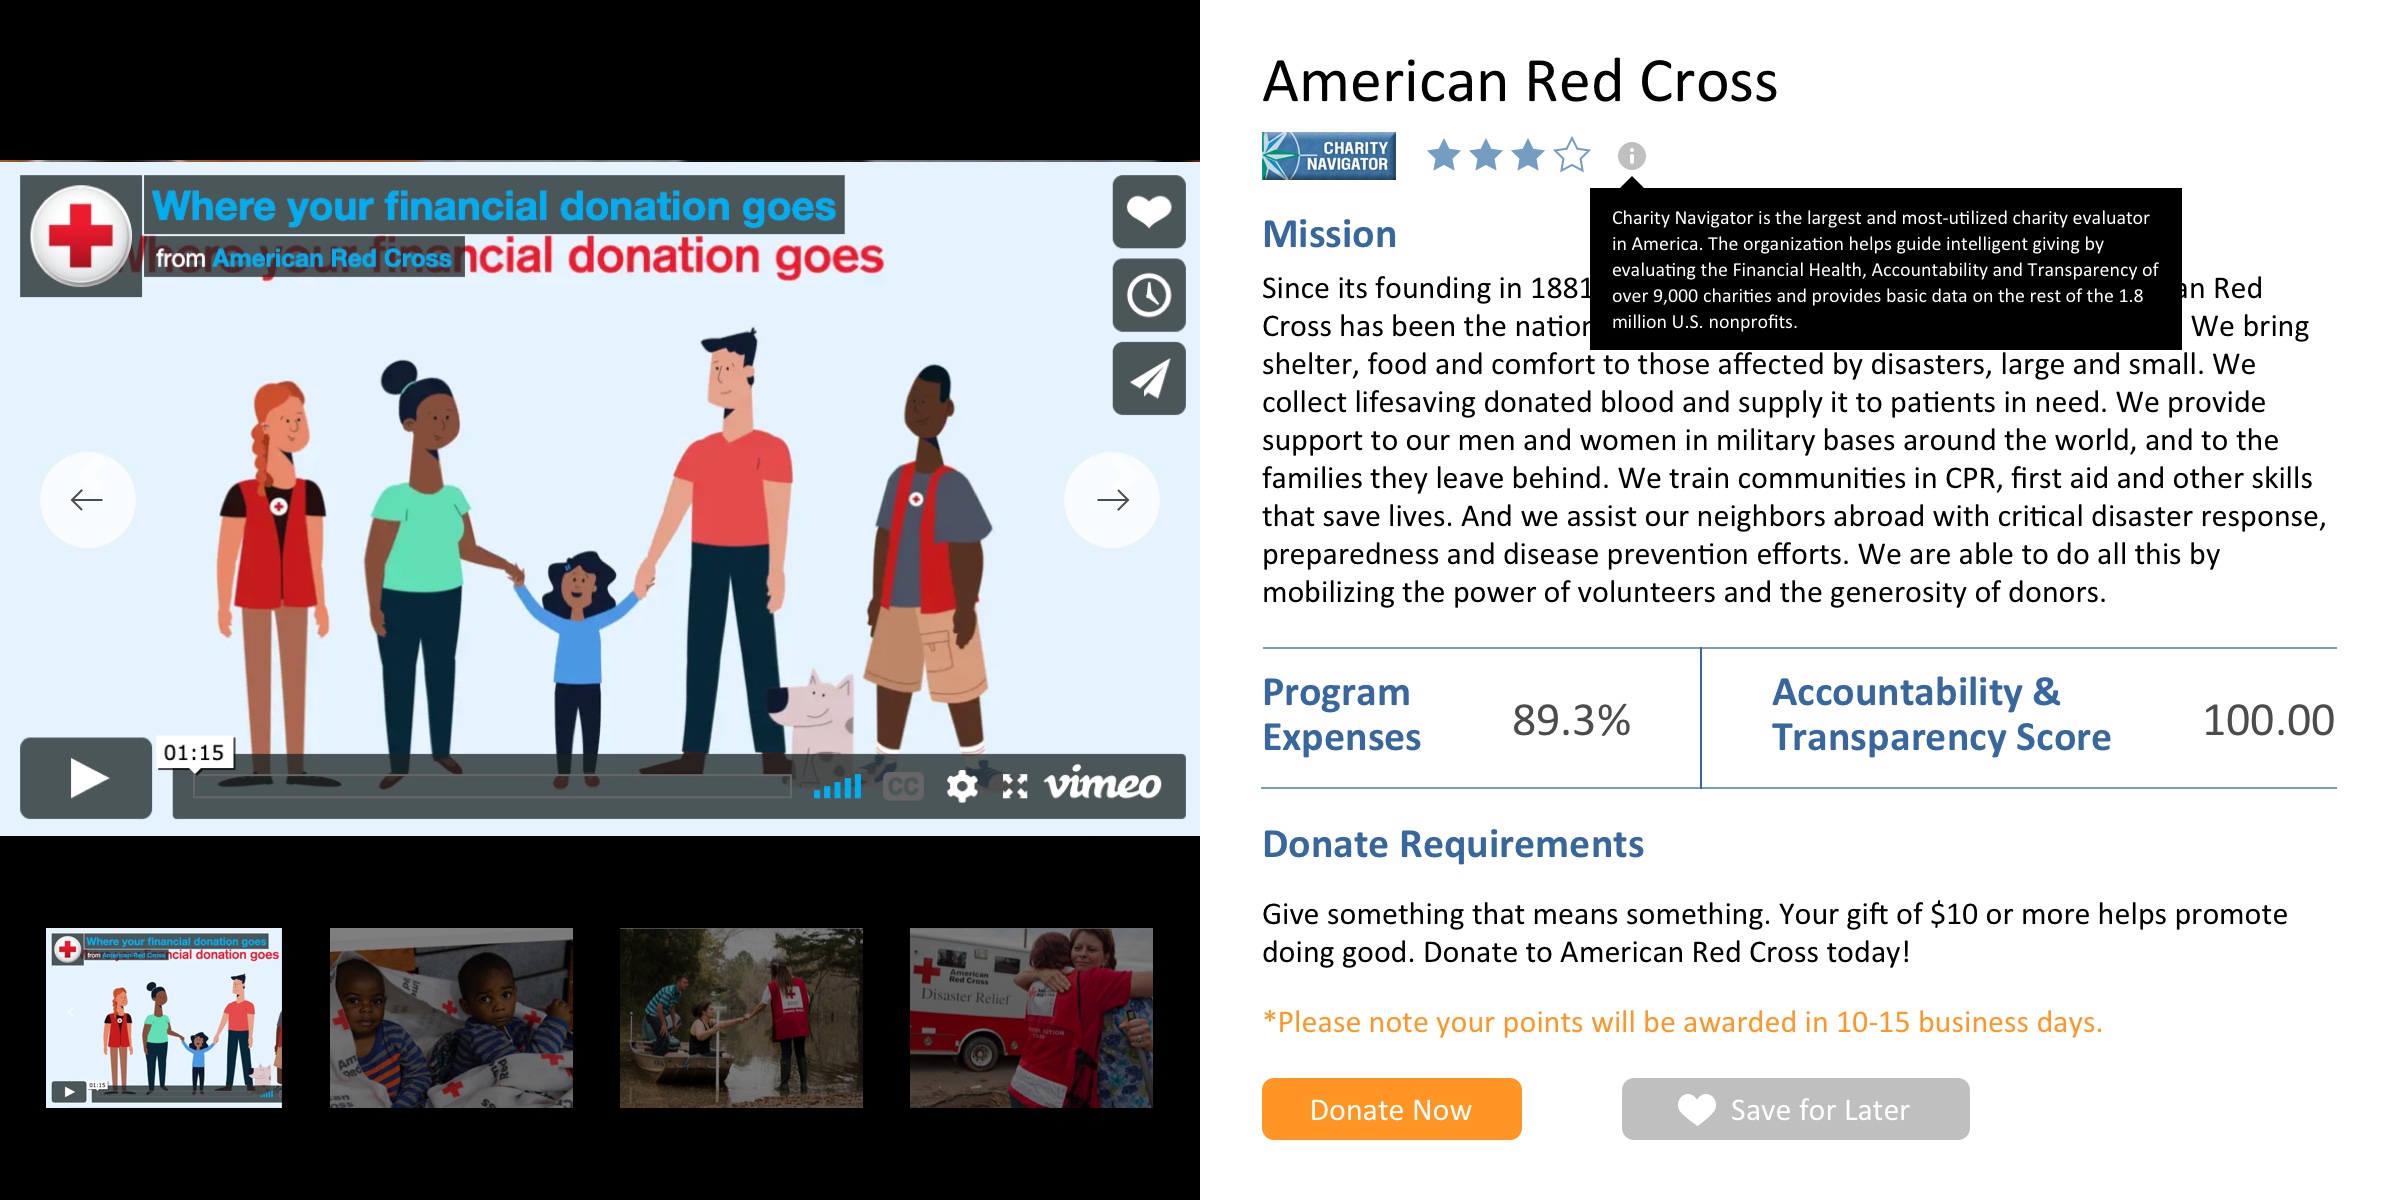 Where your financial donation goes
from American Red Cross
ncial donation goes
01:15
CC
vimeo
Where your financial donation goes
from American Red Cross
ncial donation goes
01:15
American
Red Cross
Disaster Relief
American Red Cross
CHARITY
NAVIGATOR
Charity Navigator is the largest and most-utilized charity evaluator
in America. The organization helps guide intelligent giving by
evaluating the Financial Health, Accountability and Transparency of
over 9,000 charities and provides basic data on the rest of the 1.8
million U.S. nonprofits.
Mission
Since its founding in 1881 an Red
Cross has been the nation We bring
shelter, food and comfort to those affected by disasters, large and small. We
collect lifesaving donated blood and supply it to patients in need. We provide
support to our men and women in military bases around the world, and to the
families they leave behind. We train communities in CPR, first aid and other skills
that save lives. And we assist our neighbors abroad with critical disaster response,
preparedness and disease prevention efforts. We are able to do all this by
mobilizing the power of volunteers and the generosity of donors.
Program
Expenses
89.3%
Accountability &
Transparency Score
100.00
Donate Requirements
Give something that means something. Your gift of $10 or more helps promote
doing good. Donate to American Red Cross today!
*Please note your points will be awarded in 10-15 business days.
Donate Now
Save for Later